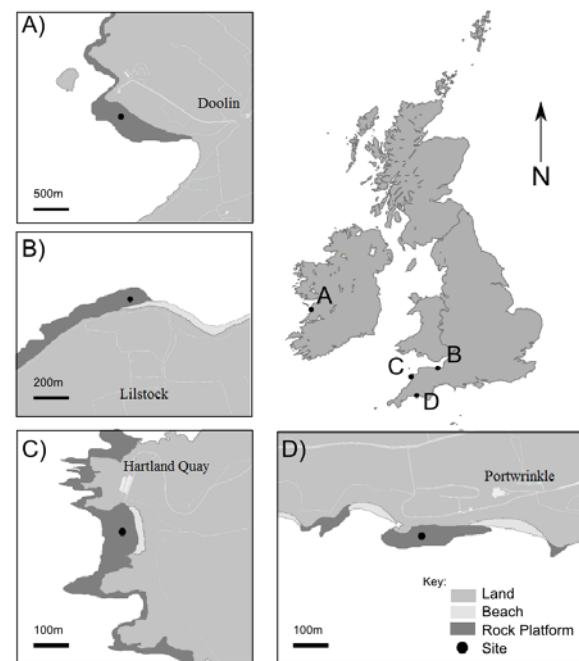 A)
Doolin
500m
B)
Lilstock
200m
C)
Hartland Quay
100m
N
A
B
C
D
D)
Portwrinkle
Key:
Land
Beach
Rock Platform
Site
100m